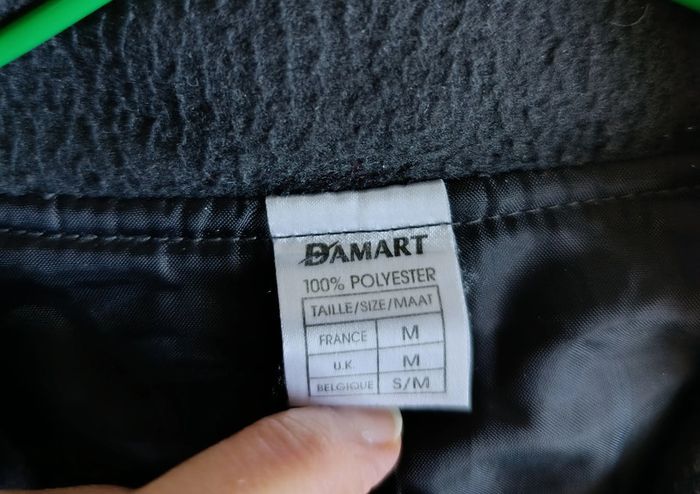 DAMART
100% POLYESTER
TAILLE/SIZE/MAAT
FRANCE M
U.K. M
BELGIQUE S/M